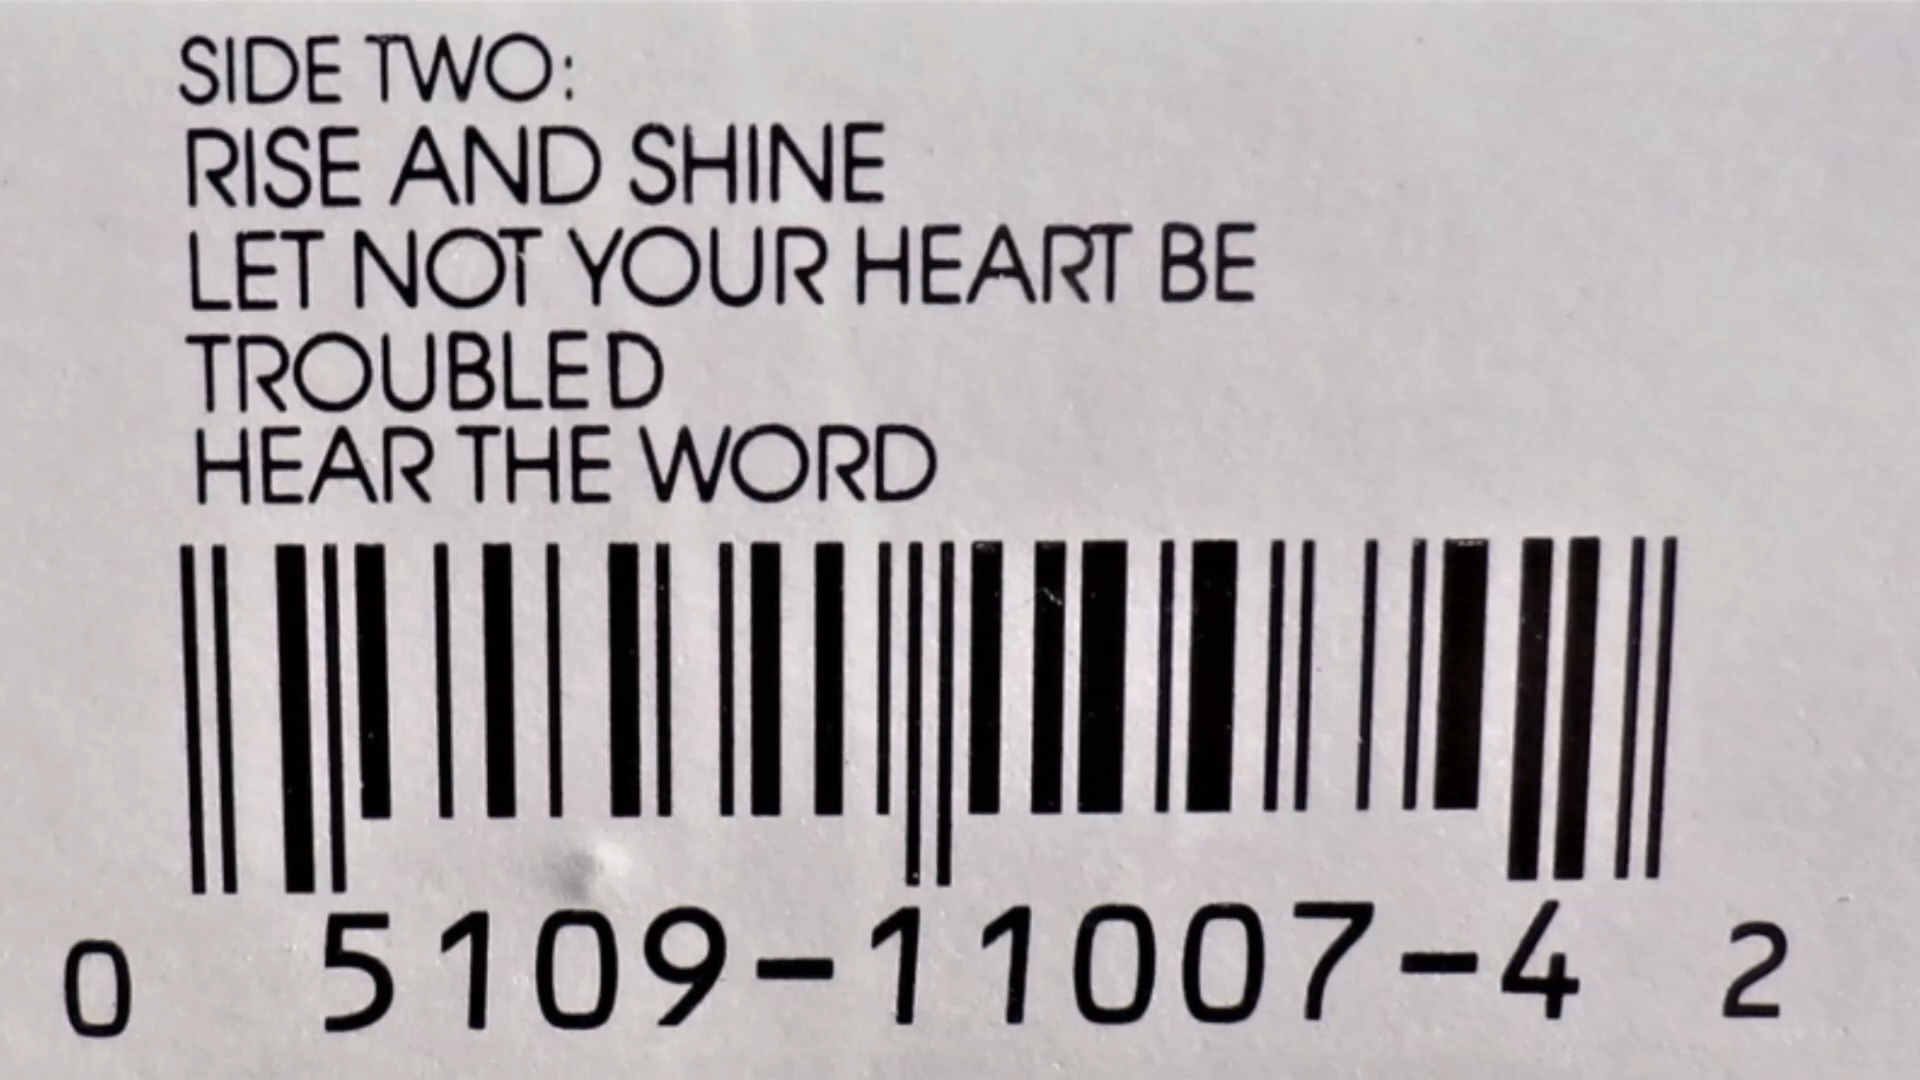 SIDE TWO:
RISE AND SHINE
LET NOT YOUR HEART BE
TROUBLED
HEAR THE WORD
0 5109-11007-4 2